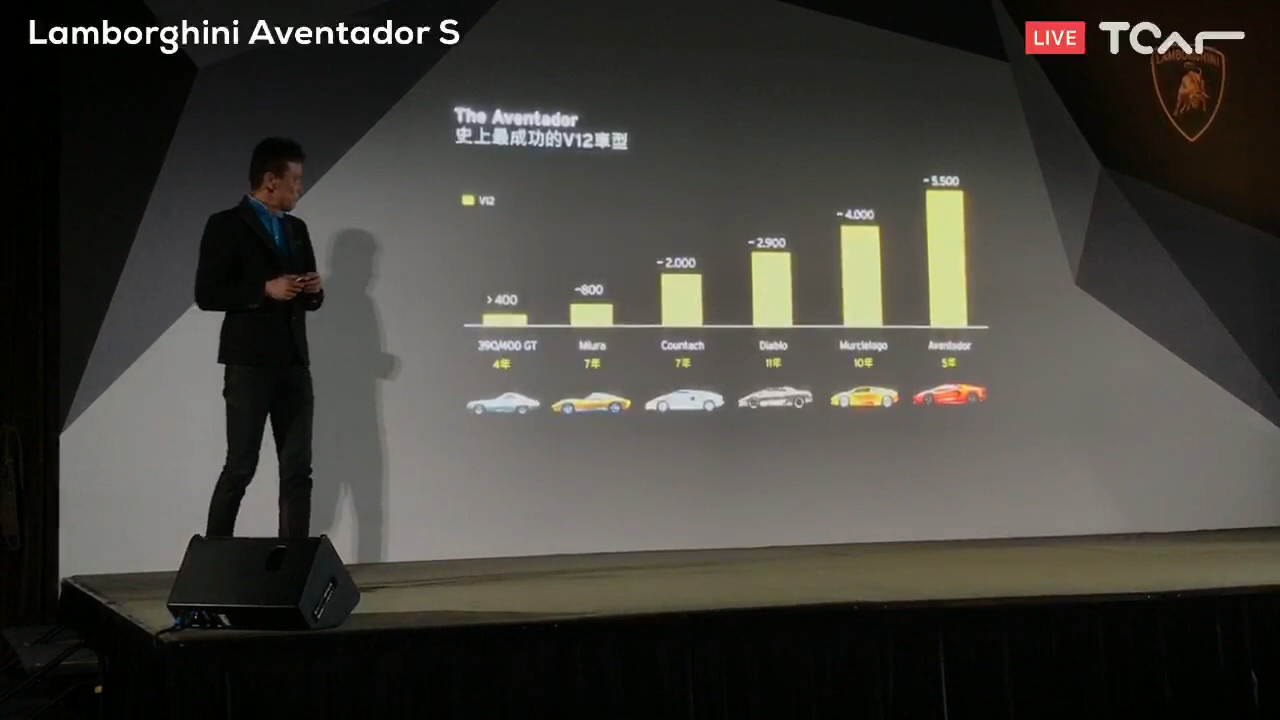 Lamborghini Aventador S
LIVE TCar
LAMBORGHINI
The Aventador
史上最成功的V12車型
V12
> 400
~800
~ 2.000
~ 2.900
~ 4.000
~ 5.500
390/400 GT
Miura
Countach
Diablo
Murcielago
Aventador
4年
7年
7年
11年
10年
5年